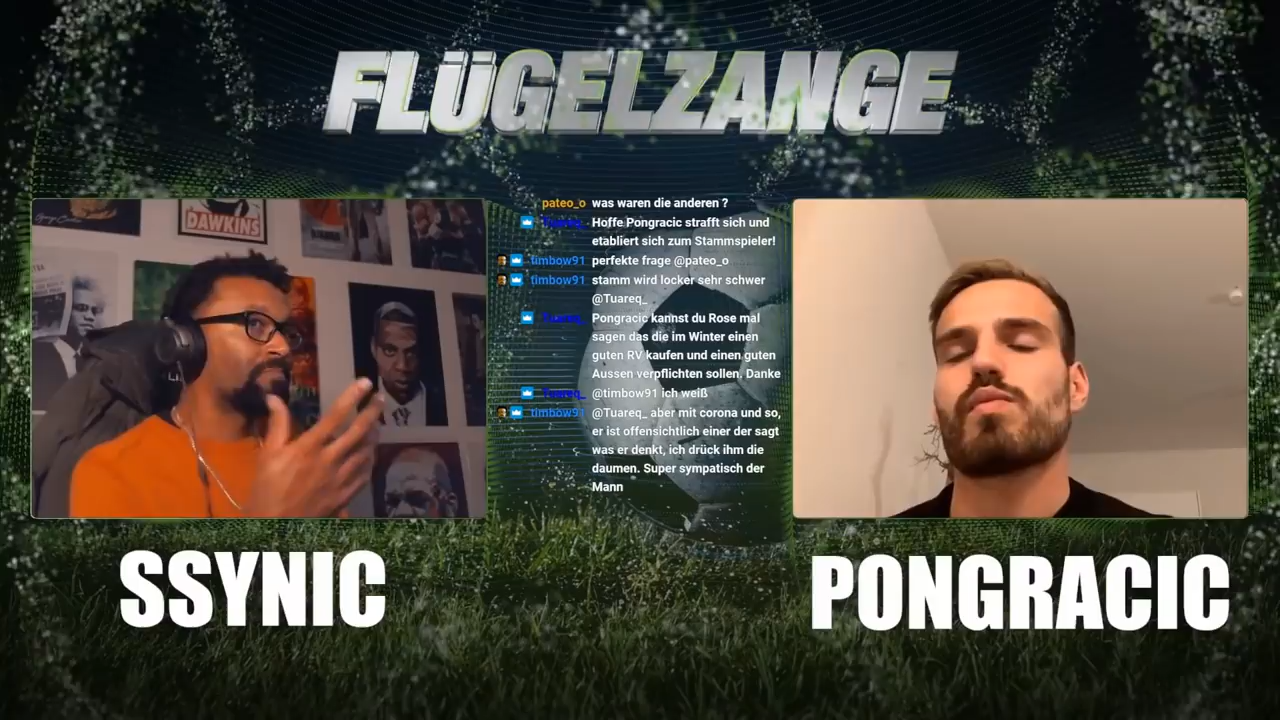 FLÜGELZANGE
DAWKINS
pateo_o was waren die anderen ?
Tuareq_ Hoffe Pongracic strafft sich und
etabliert sich zum Stammspieler!
timbow91 perfekte frage @pateo_o
timbow91 stamm wird locker sehr schwer
@Tuareq_
Tuareq_ Pongracic kannst du Rose mal
sagen das die im Winter einen
guten RV kaufen und einen guten
Aussen verpflichten sollen. Danke
Tuareq_ @timbow91 ich weiß
timbow91 @Tuareq_ aber mit corona und so,
er ist offensichtlich einer der sagt
was er denkt, ich drück ihm die
daumen. Super sympatisch der
Mann
SSYNIC
PONGRACIC